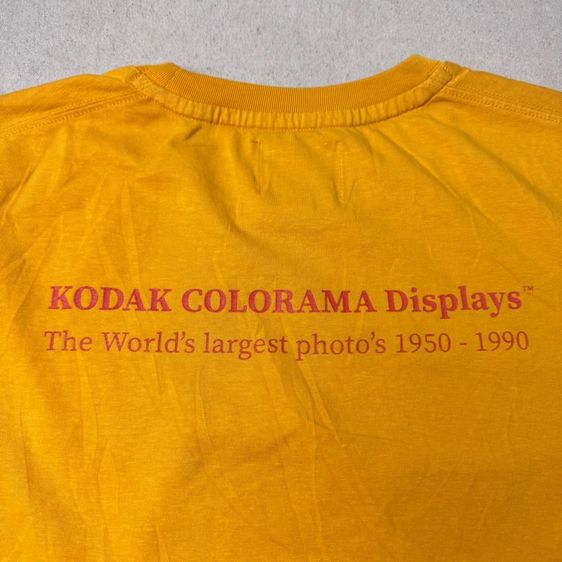 KODAK COLORAMA Displays™
The World's largest photo's 1950 - 1990